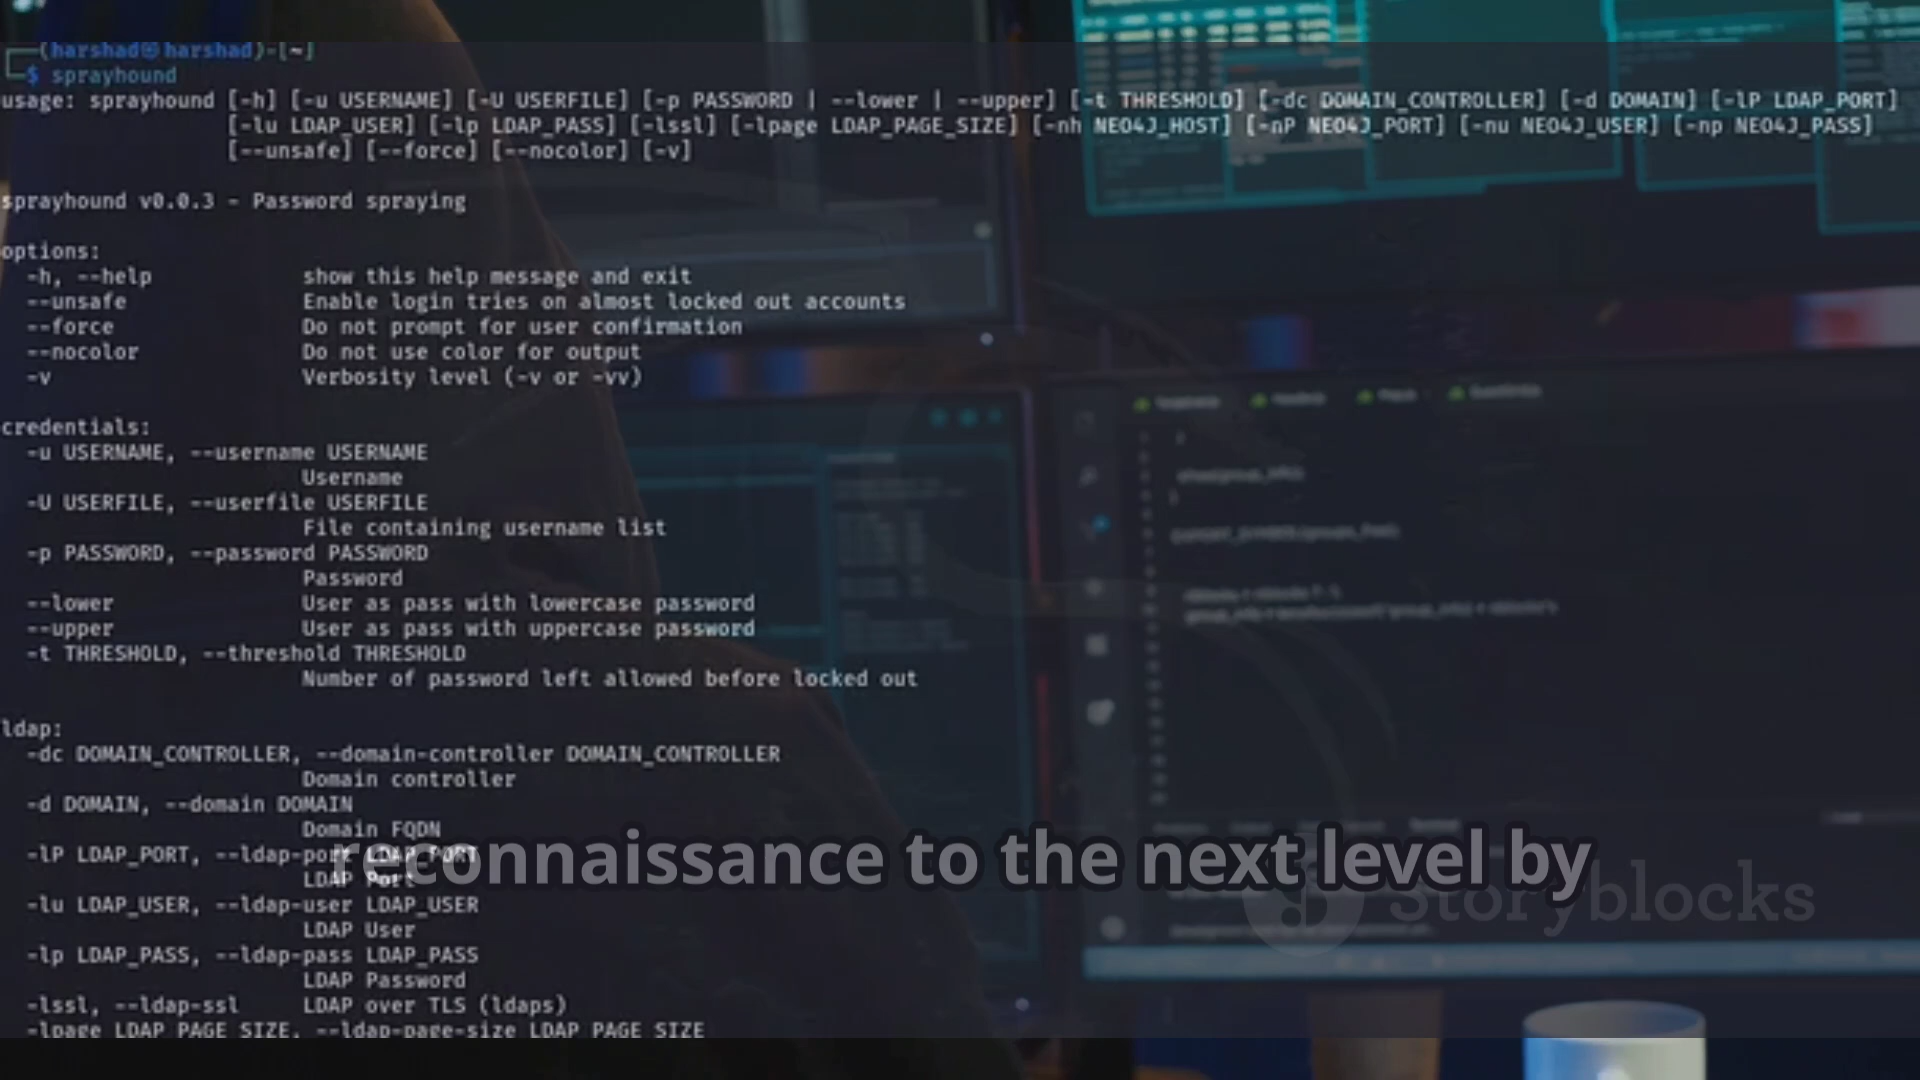 (harshad㉿harshad)-[~]
$ sprayhound
usage: sprayhound [-h] [-u USERNAME] [-U USERFILE] [-p PASSWORD | --lower | --upper] [-t THRESHOLD] [-dc DOMAIN_CONTROLLER] [-d DOMAIN] [-lP LDAP_PORT]
[-lu LDAP_USER] [-lp LDAP_PASS] [-lssl] [-lpage LDAP_PAGE_SIZE] [-nh NEO4J_HOST] [-nP NEO4J_PORT] [-nu NEO4J_USER] [-np NEO4J_PASS]
[--unsafe] [--force] [--nocolor] [-v]
sprayhound v0.0.3 - Password spraying
options:
-h, --help show this help message and exit
--unsafe Enable login tries on almost locked out accounts
--force Do not prompt for user confirmation
--nocolor Do not use color for output
-v Verbosity level (-v or -vv)
credentials:
-u USERNAME, --username USERNAME
Username
-U USERFILE, --userfile USERFILE
File containing username list
-p PASSWORD, --password PASSWORD
Password
--lower User as pass with lowercase password
--upper User as pass with uppercase password
-t THRESHOLD, --threshold THRESHOLD
Number of password left allowed before locked out
ldap:
-dc DOMAIN_CONTROLLER, --domain-controller DOMAIN_CONTROLLER
Domain controller
-d DOMAIN, --domain DOMAIN
Domain FQDN
-lP LDAP_PORT, --ldap-port LDAP_PORT
LDAP Port
reconnaissance to the next level by
Storyblocks
-lu LDAP_USER, --ldap-user LDAP_USER
LDAP User
-lp LDAP_PASS, --ldap-pass LDAP_PASS
LDAP Password
-lssl, --ldap-ssl LDAP over TLS (ldaps)
-lpage LDAP_PAGE_SIZE, --ldap-page-size LDAP_PAGE_SIZE